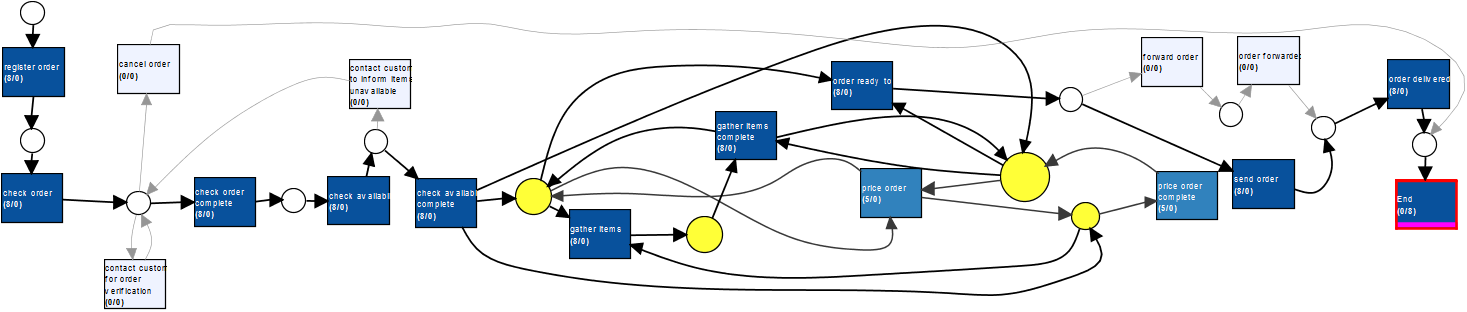 register order
(8/0)
check order
(8/0)
cancel order
(0/0)
contact custom
for order
verification
(0/0)
check order
complete
(8/0)
check availabl
(8/0)
contact custom
to inform items
unavailable
(0/0)
check availabl
complete
(8/0)
gather items
(8/0)
gather items
complete
(8/0)
order ready to
(8/0)
price order
(5/0)
price order
complete
(5/0)
forward order
(0/0)
order forwarded
(0/0)
send order
(8/0)
order delivered
(8/0)
End
(0/8)